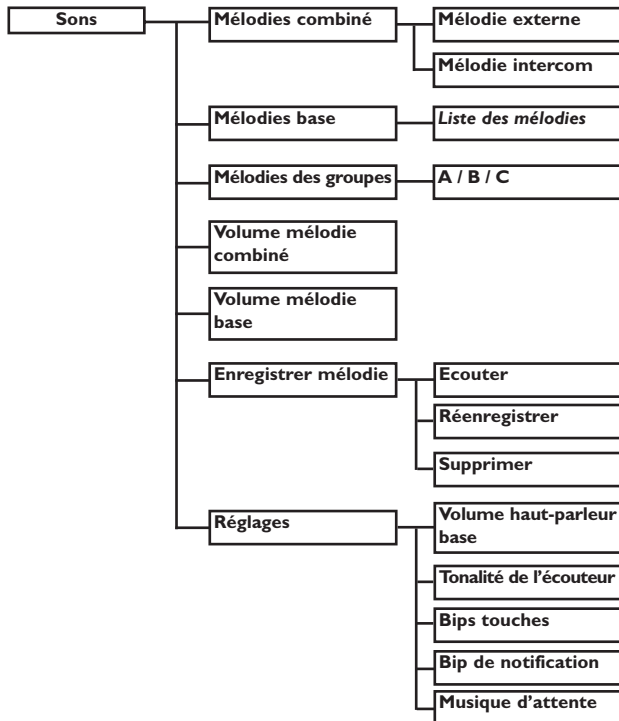 Sons
Mélodies combiné
Mélodie externe
Mélodie intercom
Mélodies base
Liste des mélodies
Mélodies des groupes
A / B / C
Volume mélodie
combiné
Volume mélodie
base
Enregistrer mélodie
Ecouter
Réenregistrer
Supprimer
Réglages
Volume haut-parleur
base
Tonalité de l’écouteur
Bips touches
Bip de notification
Musique d’attente